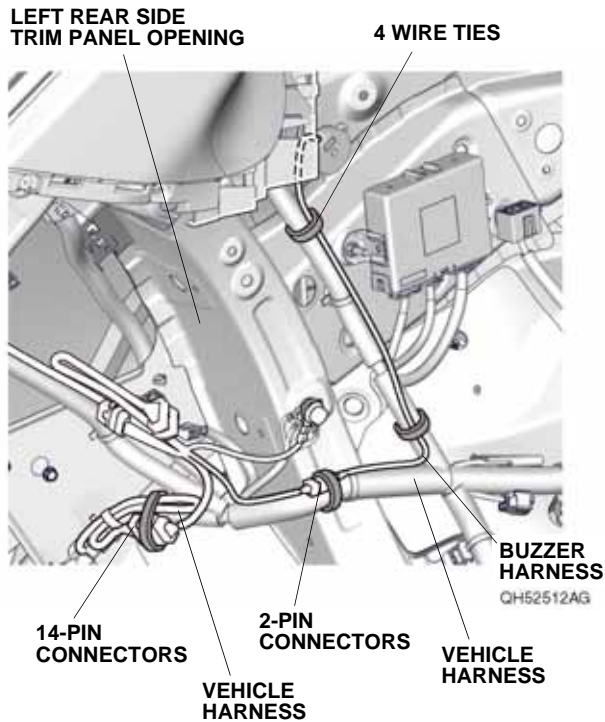 LEFT REAR SIDE
TRIM PANEL OPENING
4 WIRE TIES
BUZZER
HARNESS
QH52512AG
14-PIN
CONNECTORS
2-PIN
CONNECTORS
VEHICLE
HARNESS
VEHICLE
HARNESS